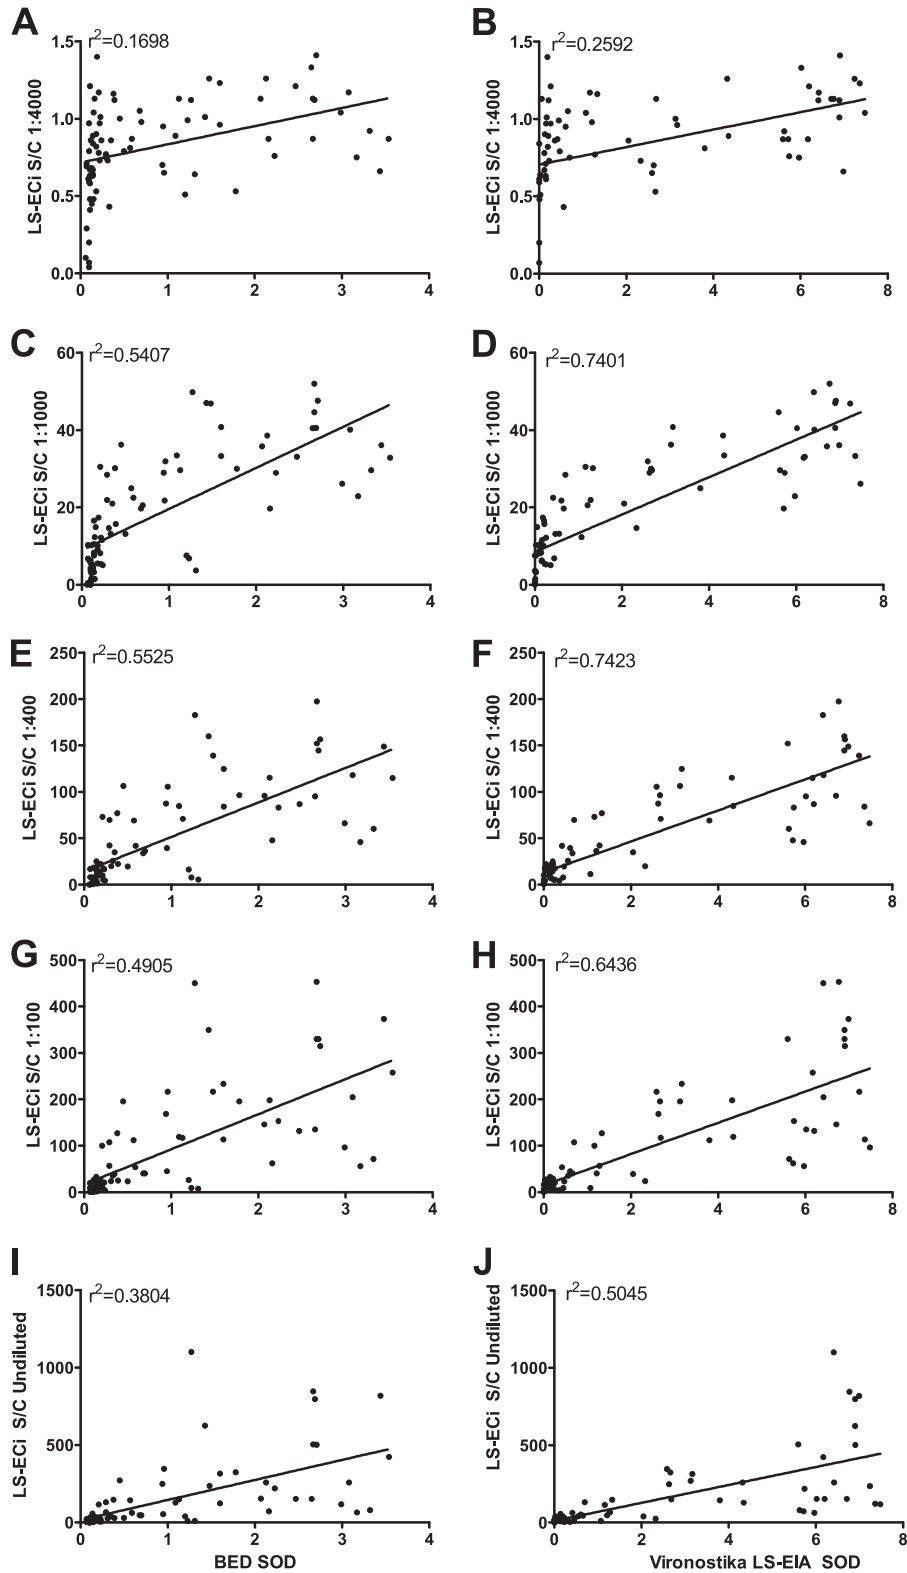 A
r²=0.1698
LS-ECi S/C 1:4000
1.5
1.0
0.5
0.0
0 1 2 3 4
B
r²=0.2592
LS-ECi S/C 1:4000
1.5
1.0
0.5
0.0
0 2 4 6 8
C
r²=0.5407
LS-ECi S/C 1:1000
60
40
20
0
0 1 2 3 4
D
r²=0.7401
LS-ECi S/C 1:1000
60
40
20
0
0 2 4 6 8
E
r²=0.5525
LS-ECi S/C 1:400
250
200
150
100
50
0
0 1 2 3 4
F
r²=0.7423
LS-ECi S/C 1:400
250
200
150
100
50
0
0 2 4 6 8
G
r²=0.4905
LS-ECi S/C 1:100
500
400
300
200
100
0
0 1 2 3 4
H
r²=0.6436
LS-ECi S/C 1:100
500
400
300
200
100
0
0 2 4 6 8
I
r²=0.3804
LS-ECi S/C Undiluted
1500
1000
500
0
0 1 2 3 4
BED SOD
J
r²=0.5045
LS-ECi S/C Undiluted
1500
1000
500
0
0 2 4 6 8
Vironostika LS-EIA SOD